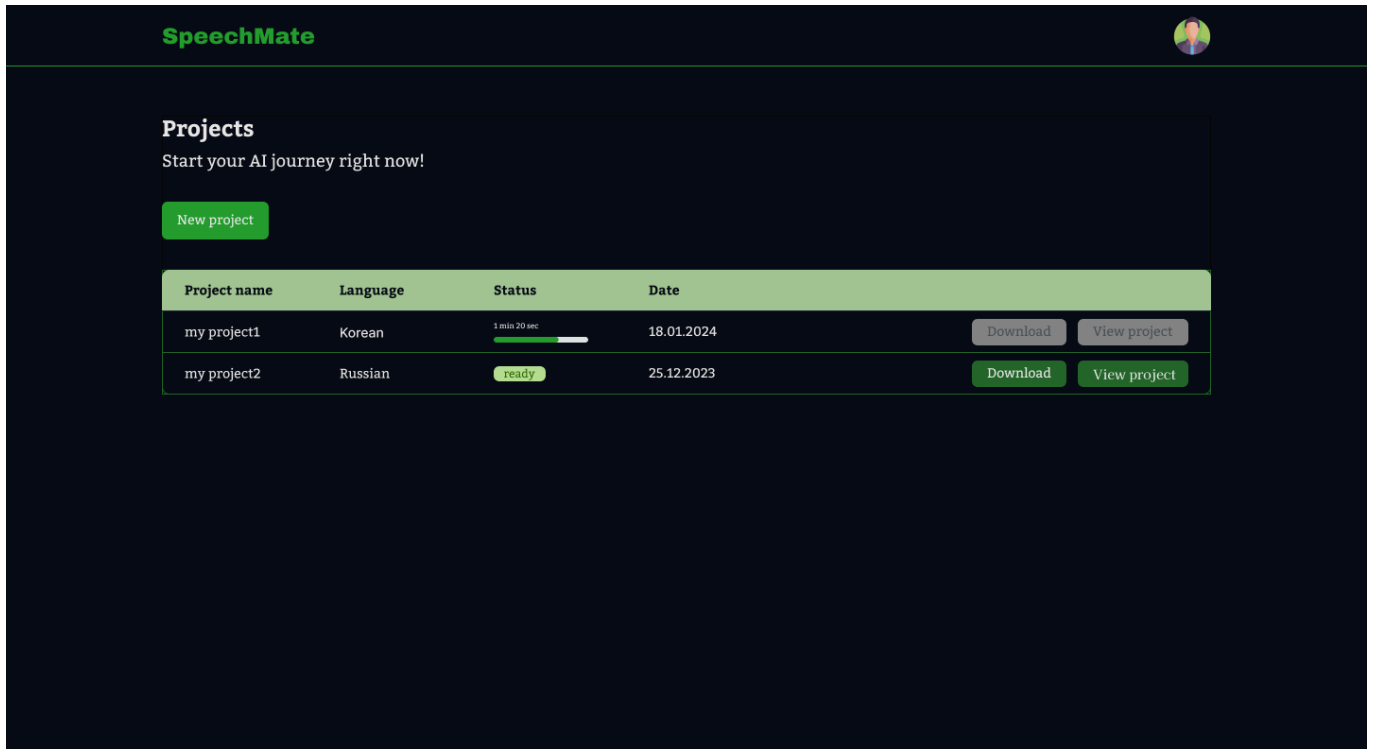 SpeechMate
Projects
Start your AI journey right now!
New project
Project name Language Status Date
my project1 Korean 1 min 20 sec 18.01.2024 Download View project
my project2 Russian ready 25.12.2023 Download View project